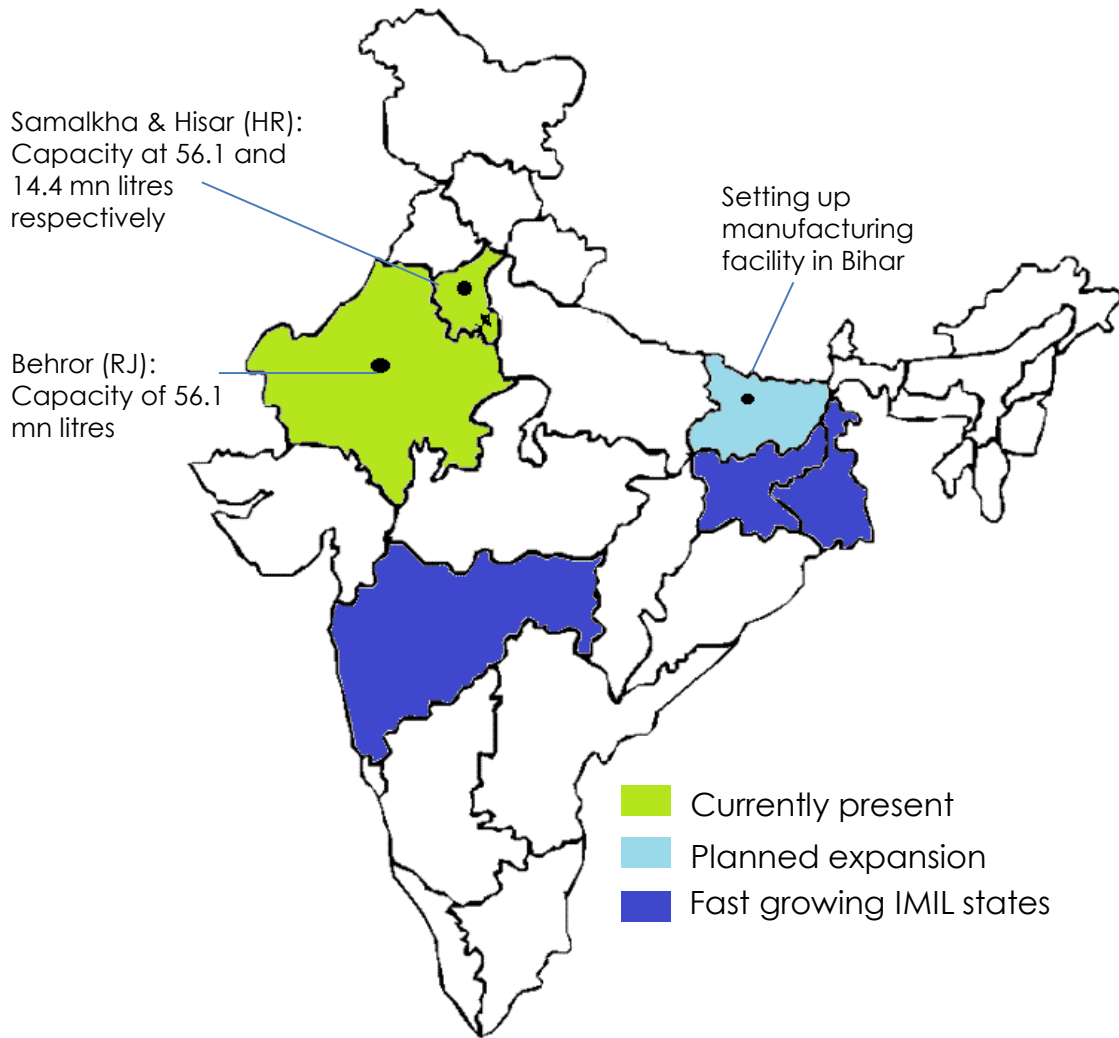 Samalkha & Hisar (HR):
Capacity at 56.1 and
14.4 mn litres
respectively
Setting up
manufacturing
facility in Bihar
Behror (RJ):
Capacity of 56.1
mn litres
Currently present
Planned expansion
Fast growing IMIL states